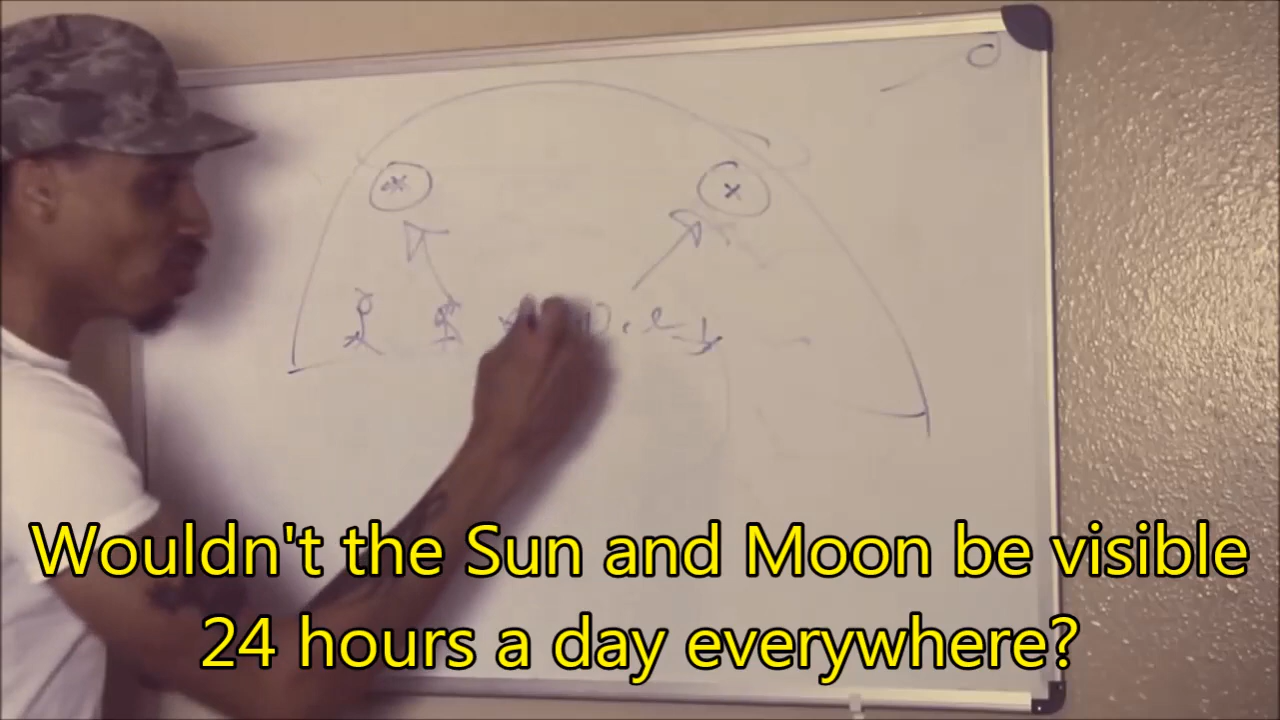 Wouldn't the Sun and Moon be visible
24 hours a day everywhere?